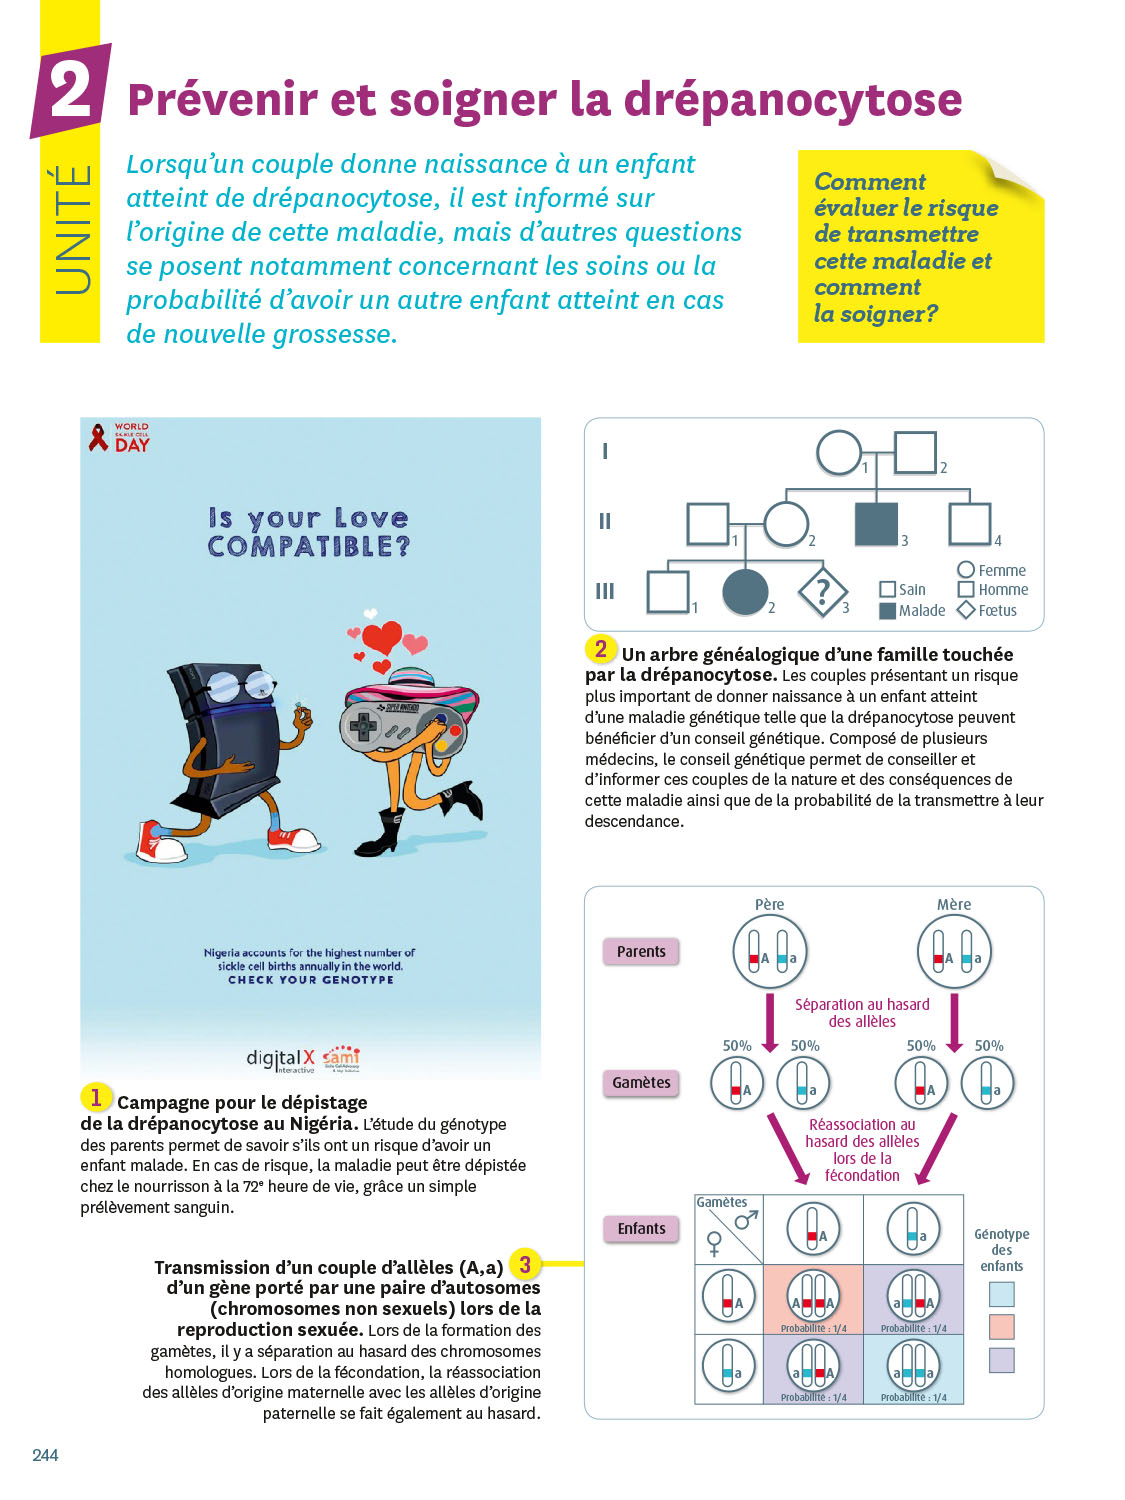 2
UNITÉ
Prévenir et soigner la drépanocytose
Lorsqu’un couple donne naissance à un enfant
atteint de drépanocytose, il est informé sur
l’origine de cette maladie, mais d’autres questions
se posent notamment concernant les soins ou la
probabilité d’avoir un autre enfant atteint en cas
de nouvelle grossesse.
Comment
évaluer le risque
de transmettre
cette maladie et
comment
la soigner?
WORLD
SICKLE CELL
DAY
Is your Love
COMPATIBLE?
SUPER NINTENDO
Nigeria accounts for the highest number of
sickle cell births annually in the world.
CHECK YOUR GENOTYPE
digitalX
interactive
sami
1 Campagne pour le dépistage
de la drépanocytose au Nigéria. L’étude du génotype
des parents permet de savoir s’ils ont un risque d’avoir un
enfant malade. En cas de risque, la maladie peut être dépistée
chez le nourrisson à la 72e heure de vie, grâce un simple
prélèvement sanguin.
I
1
2
II
1
2
3
4
III
1
2
?
3
Femme
Sain
Homme
Malade
Fœtus
2 Un arbre généalogique d’une famille touchée
par la drépanocytose. Les couples présentant un risque
plus important de donner naissance à un enfant atteint
d’une maladie génétique telle que la drépanocytose peuvent
bénéficier d’un conseil génétique. Composé de plusieurs
médecins, le conseil génétique permet de conseiller et
d’informer ces couples de la nature et des conséquences de
cette maladie ainsi que de la probabilité de la transmettre à leur
descendance.
Transmission d’un couple d’allèles (A,a) 3
d’un gène porté par une paire d’autosomes
(chromosomes non sexuels) lors de la
reproduction sexuée. Lors de la formation des
gamètes, il y a séparation au hasard des chromosomes
homologues. Lors de la fécondation, la réassociation
des allèles d’origine maternelle avec les allèles d’origine
paternelle se fait également au hasard.
Père
Mère
Parents
A a
A a
Séparation au hasard
des allèles
50% 50%
50% 50%
Gamètes
A a
A a
Réassociation au
hasard des allèles
lors de la
fécondation
Enfants
Gamètes
♂
♀
A
a
Génotype
des
enfants
A
A A
Probabilité : 1/4
a A
Probabilité : 1/4
a
a A
Probabilité : 1/4
a a
Probabilité : 1/4
244